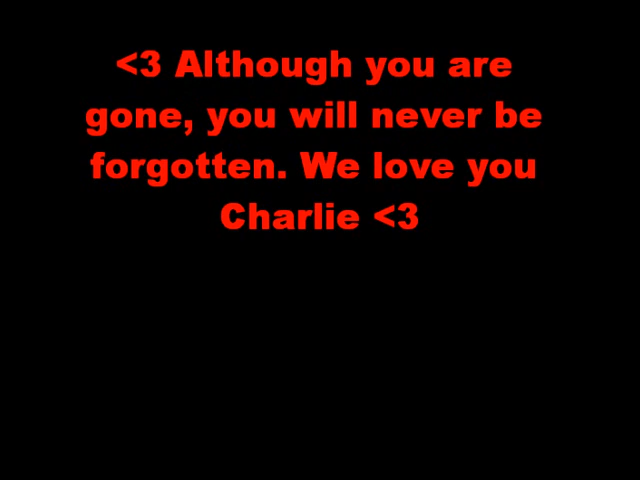 <3 Although you are
gone, you will never be
forgotten. We love you
Charlie <3